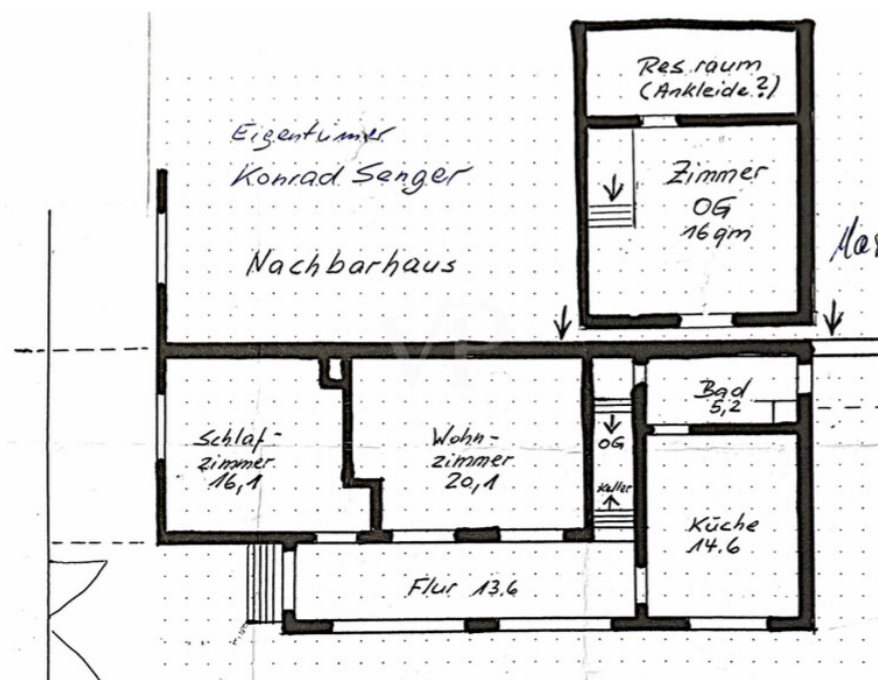 Res raum
(Ankleide?)
Eigentümer
Konrad Senger
Zimmer
OG
16 qm
Nachbarhaus
VP
Bad
5,2
Schlaf-
zimmer
16,1
Wohn-
zimmer
20,1
OG
Keller
Küche
14.6
Flur 13.6